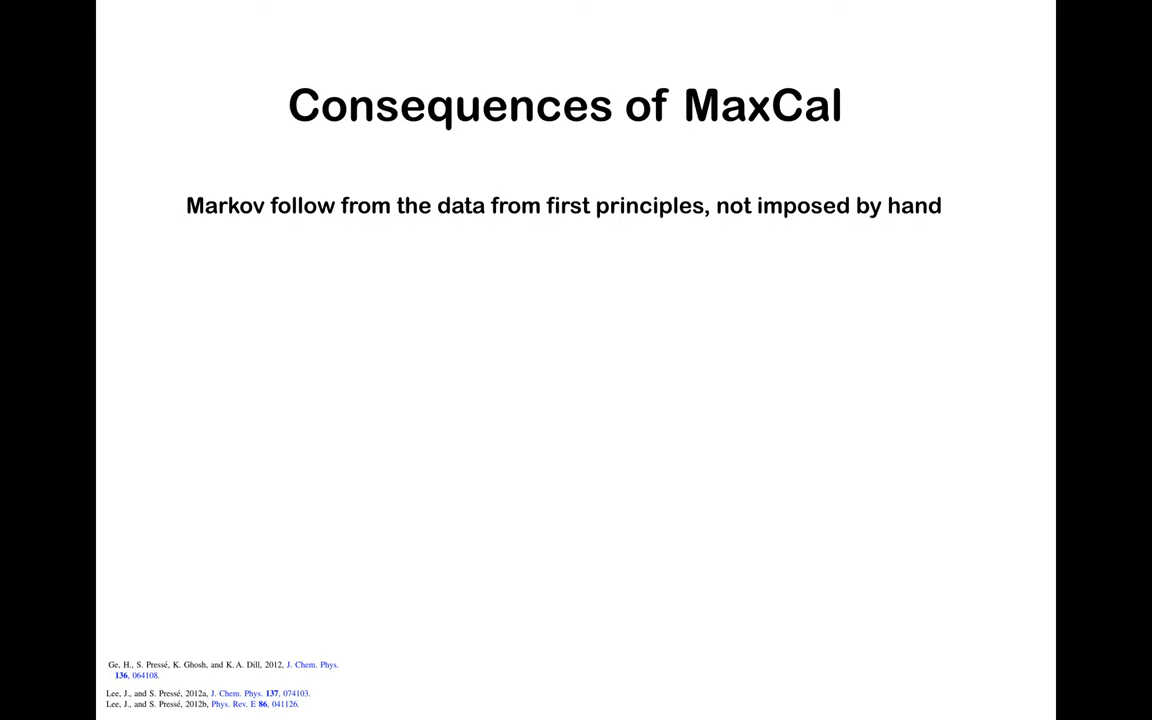 Consequences of MaxCal
Markov follow from the data from first principles, not imposed by hand
Ge, H., S. Pressé, K. Ghosh, and K. A. Dill, 2012, J. Chem. Phys.
136, 064108.
Lee, J., and S. Pressé, 2012a, J. Chem. Phys. 137, 074103.
Lee, J., and S. Pressé, 2012b, Phys. Rev. E 86, 041126.